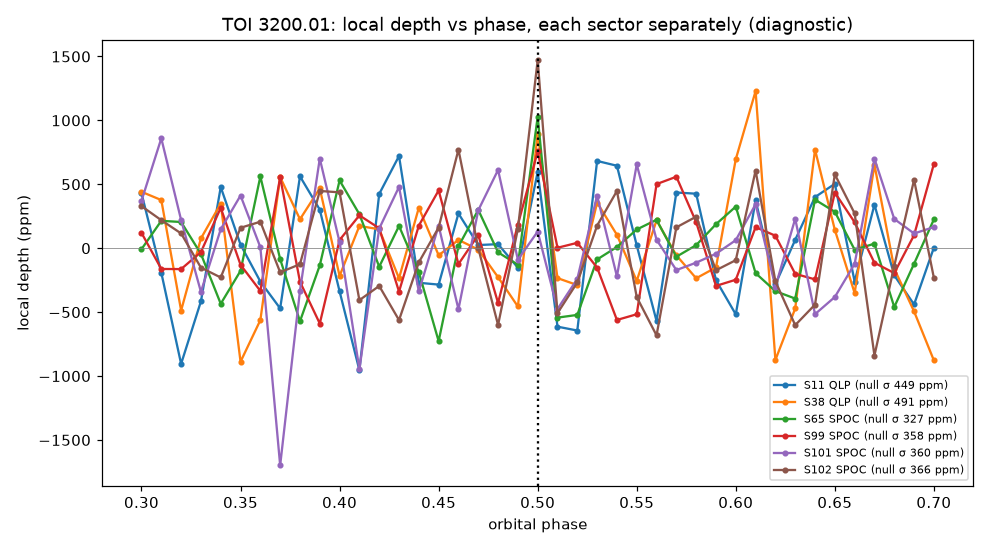 TOI 3200.01: local depth vs phase, each sector separately (diagnostic)
local depth (ppm)
1500
1000
500
0
−500
−1000
−1500
S11 QLP (null σ 449 ppm)
S38 QLP (null σ 491 ppm)
S65 SPOC (null σ 327 ppm)
S99 SPOC (null σ 358 ppm)
S101 SPOC (null σ 360 ppm)
S102 SPOC (null σ 366 ppm)
0.30 0.35 0.40 0.45 0.50 0.55 0.60 0.65 0.70
orbital phase